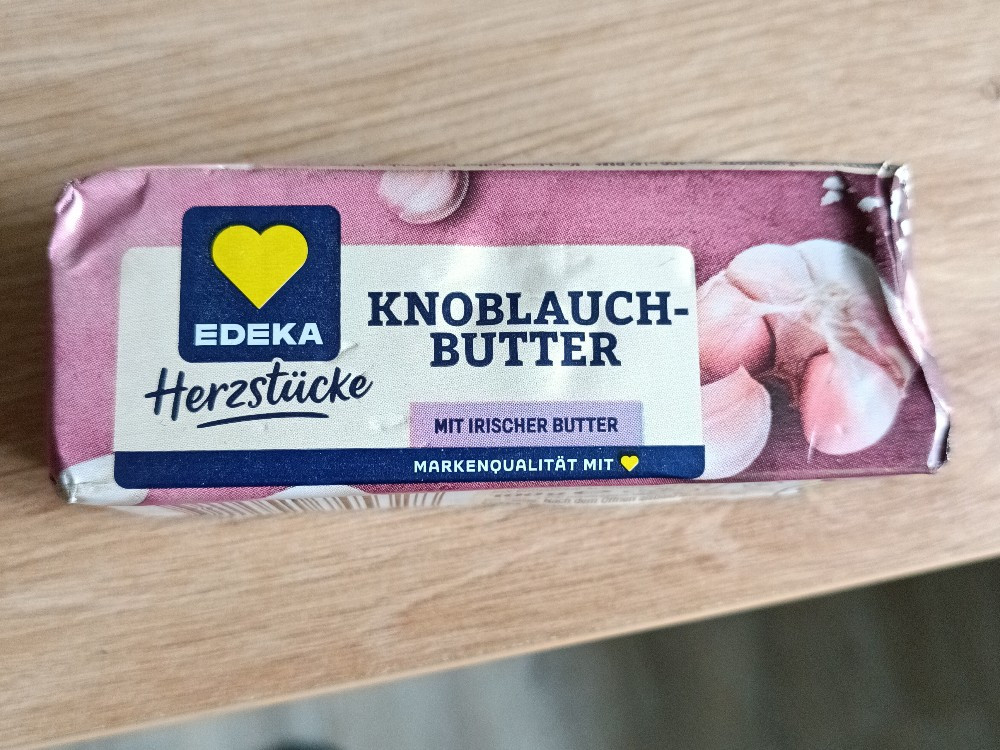 EDEKA
Herzstücke
KNOBLAUCH-
BUTTER
MIT IRISCHER BUTTER
MARKENQUALITÄT MIT